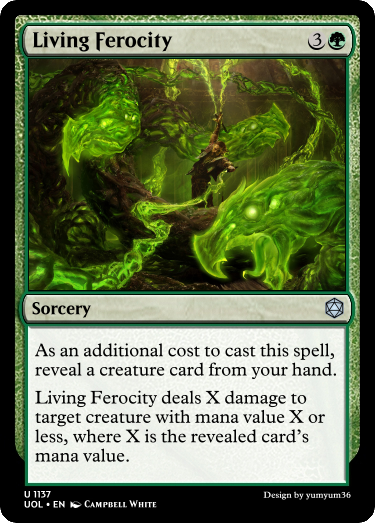 Living Ferocity
3
Sorcery
As an additional cost to cast this spell,
reveal a creature card from your hand.
Living Ferocity deals X damage to
target creature with mana value X or
less, where X is the revealed card's
mana value.
U 1137
UOL • EN Campbell White
Design by yumyum36